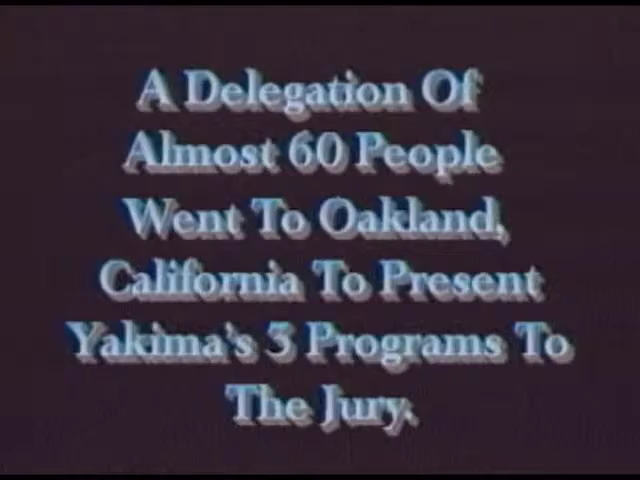 A Delegation Of
Almost 60 People
Went To Oakland,
California To Present
Yakima's 3 Programs To
The Jury.